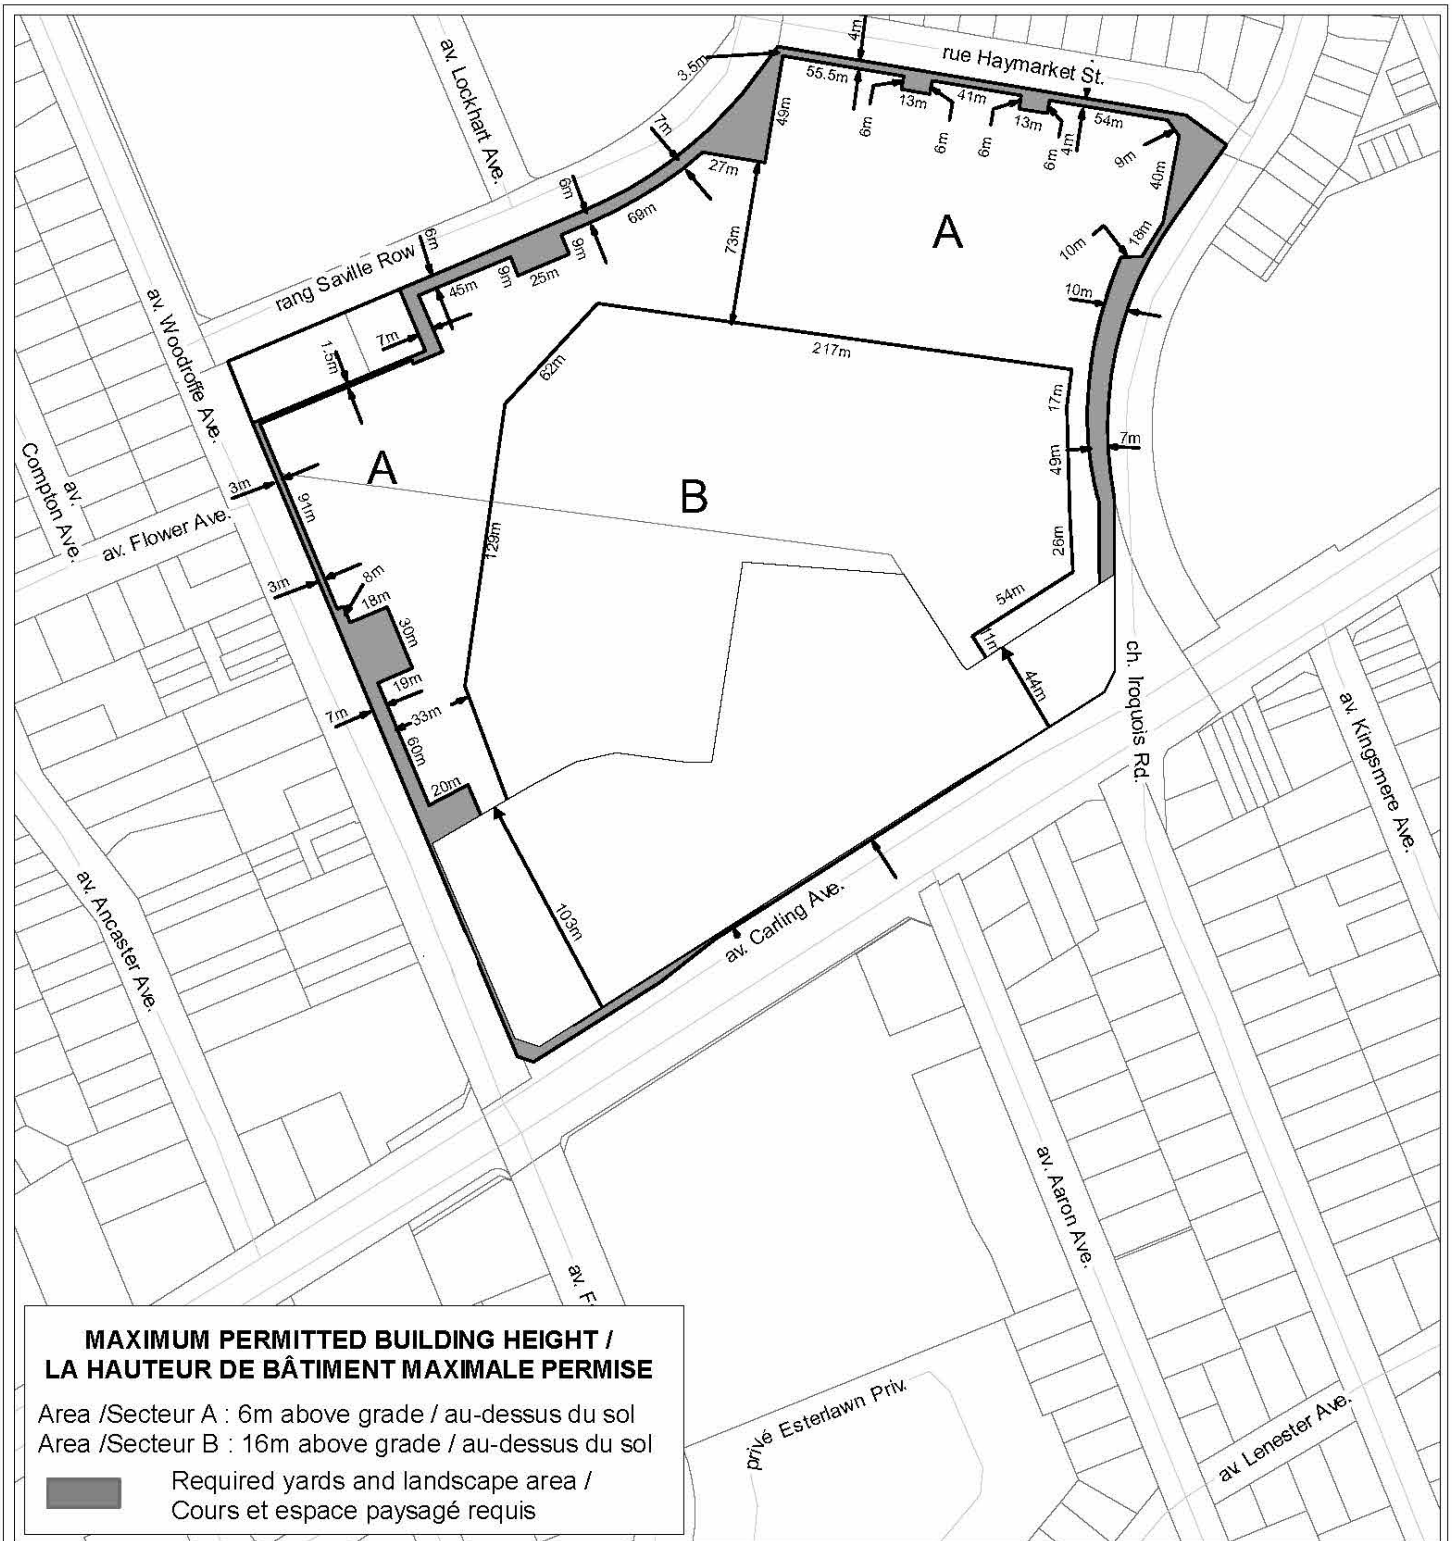 av. Lockhart Ave.
rue Haymarket St.
4m
3.5m
55.5m
13m
41m
13m
54m
6m
6m
6m
6m
4m
9m
49m
7m
27m
40m
6m
69m
73m
A
18m
10m
10m
rang Saville Row
6m
9m
25m
9m
45m
7m
1.5m
av. Woodroffe Ave.
62m
217m
17m
av.
Compton Ave.
av. Flower Ave.
A
B
3m
91m
49m
7m
129m
26m
3m
8m
18m
30m
54m
11m
44m
19m
7m
33m
60m
20m
ch. Iroquois Rd.
av. Kingsmere Ave.
av. Ancaster Ave.
103m
av. Carling Ave.
av. Aaron Ave.
av. F
privé Esterlawn Priv.
av. Lenester Ave.
MAXIMUM PERMITTED BUILDING HEIGHT /
LA HAUTEUR DE BÂTIMENT MAXIMALE PERMISE
Area /Secteur A : 6m above grade / au-dessus du sol
Area /Secteur B : 16m above grade / au-dessus du sol
Required yards and landscape area /
Cours et espace paysagé requis